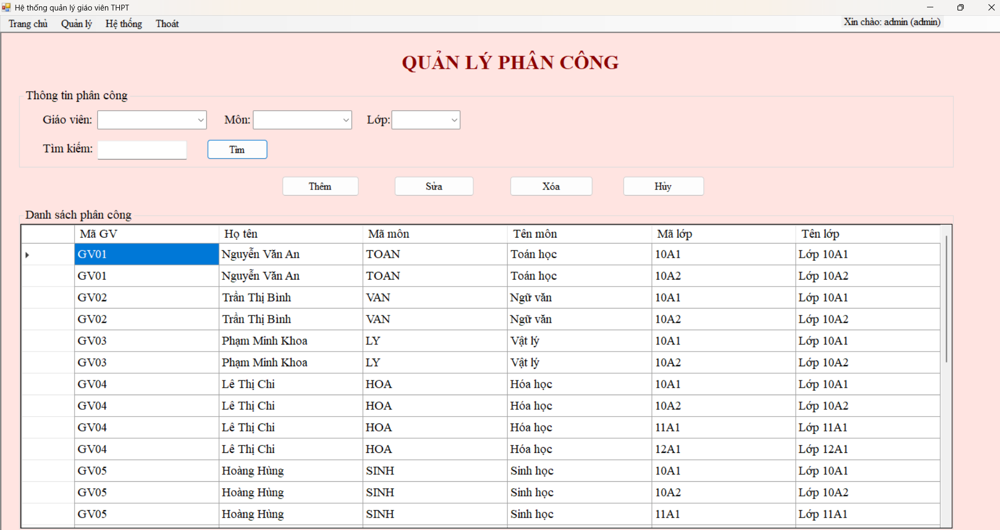 Hệ thống quản lý giáo viên THPT
Trang chủ Quản lý Hệ thống Thoát Xin chào: admin (admin)
QUẢN LÝ PHÂN CÔNG
Thông tin phân công
Giáo viên: Môn: Lớp:
Tìm kiếm: Tìm
Thêm Sửa Xóa Hủy
Danh sách phân công
Mã GV Họ tên Mã môn Tên môn Mã lớp Tên lớp
GV01 Nguyễn Văn An TOAN Toán học 10A1 Lớp 10A1
GV01 Nguyễn Văn An TOAN Toán học 10A2 Lớp 10A2
GV02 Trần Thị Bình VAN Ngữ văn 10A1 Lớp 10A1
GV02 Trần Thị Bình VAN Ngữ văn 10A2 Lớp 10A2
GV03 Phạm Minh Khoa LY Vật lý 10A1 Lớp 10A1
GV03 Phạm Minh Khoa LY Vật lý 10A2 Lớp 10A2
GV04 Lê Thị Chi HOA Hóa học 10A1 Lớp 10A1
GV04 Lê Thị Chi HOA Hóa học 10A2 Lớp 10A2
GV04 Lê Thị Chi HOA Hóa học 11A1 Lớp 11A1
GV04 Lê Thị Chi HOA Hóa học 12A1 Lớp 12A1
GV05 Hoàng Hùng SINH Sinh học 10A1 Lớp 10A1
GV05 Hoàng Hùng SINH Sinh học 10A2 Lớp 10A2
GV05 Hoàng Hùng SINH Sinh học 11A1 Lớp 11A1